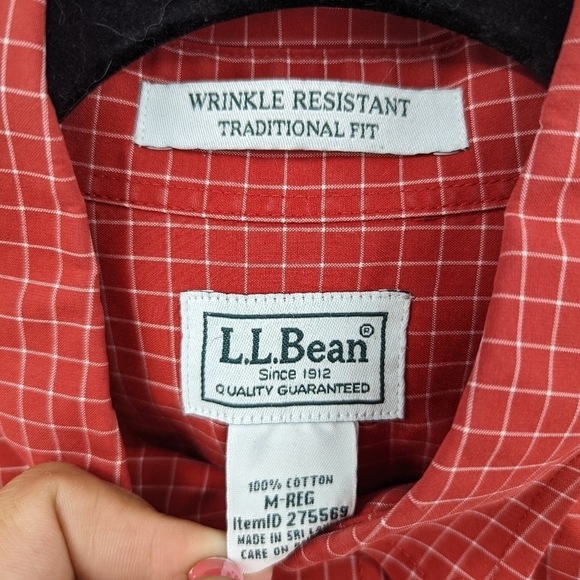 WRINKLE RESISTANT
TRADITIONAL FIT
L.L.Bean®
Since 1912
QUALITY GUARANTEED
100% COTTON
M-REG
ItemID 275569
MADE IN SRI
CARE ON